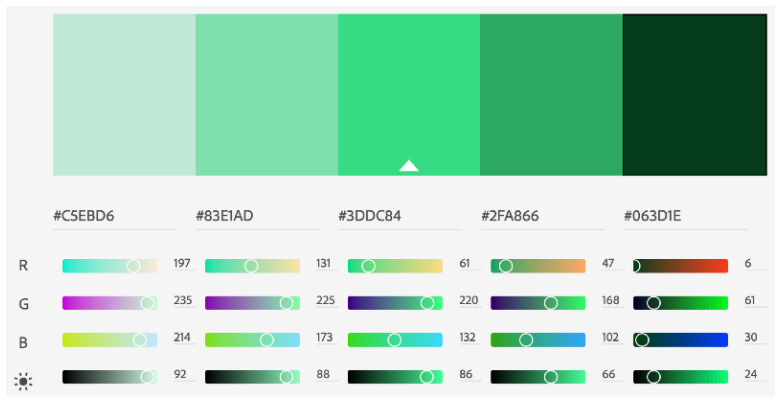 #C5EBD6 #83E1AD #3DDC84 #2FA866 #063D1E
R 197 131 61 47 6
G 235 225 220 168 61
B 214 173 132 102 30
92 88 86 66 24